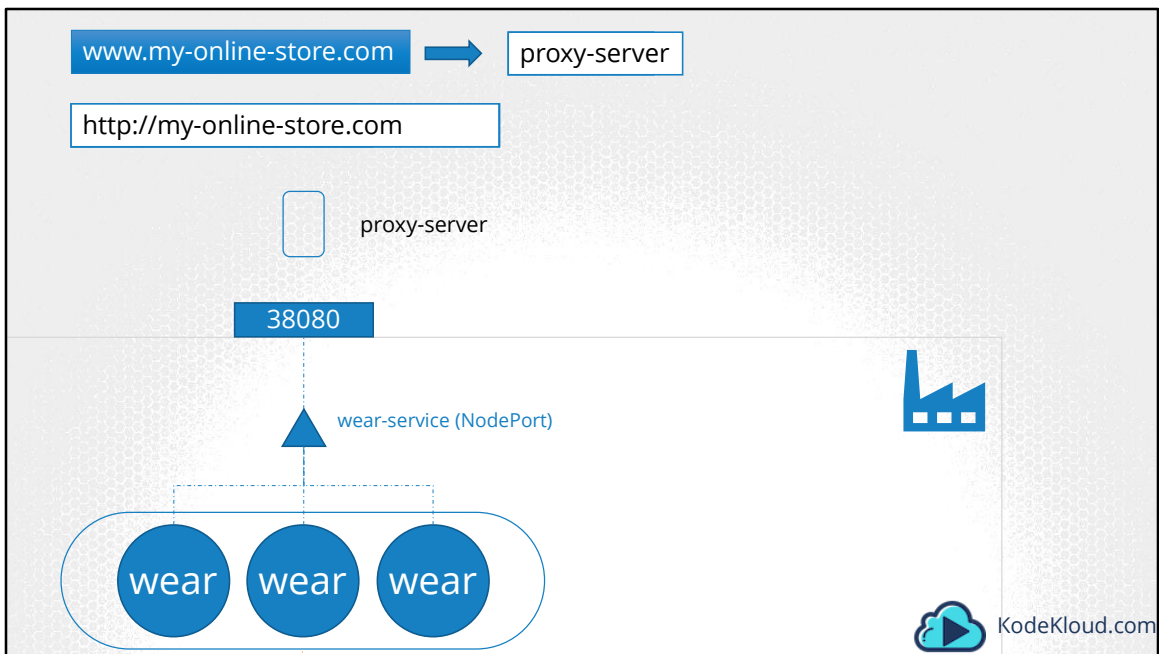 www.my-online-store.com
proxy-server
http://my-online-store.com
proxy-server
38080
wear-service (NodePort)
wear wear wear
KodeKloud.com